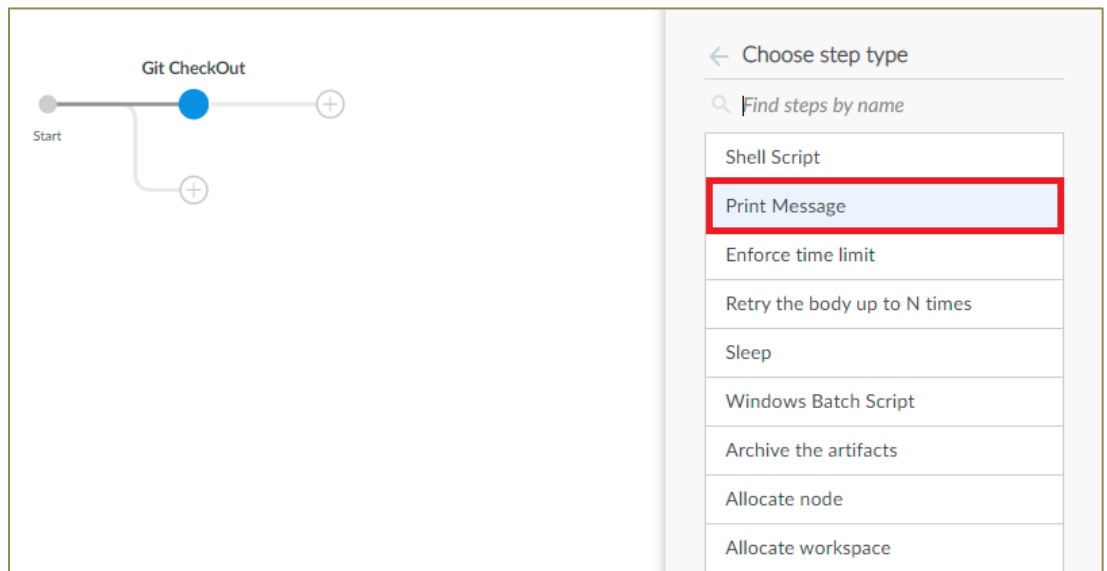 Git CheckOut
Start
Choose step type
Find steps by name
Shell Script
Print Message
Enforce time limit
Retry the body up to N times
Sleep
Windows Batch Script
Archive the artifacts
Allocate node
Allocate workspace